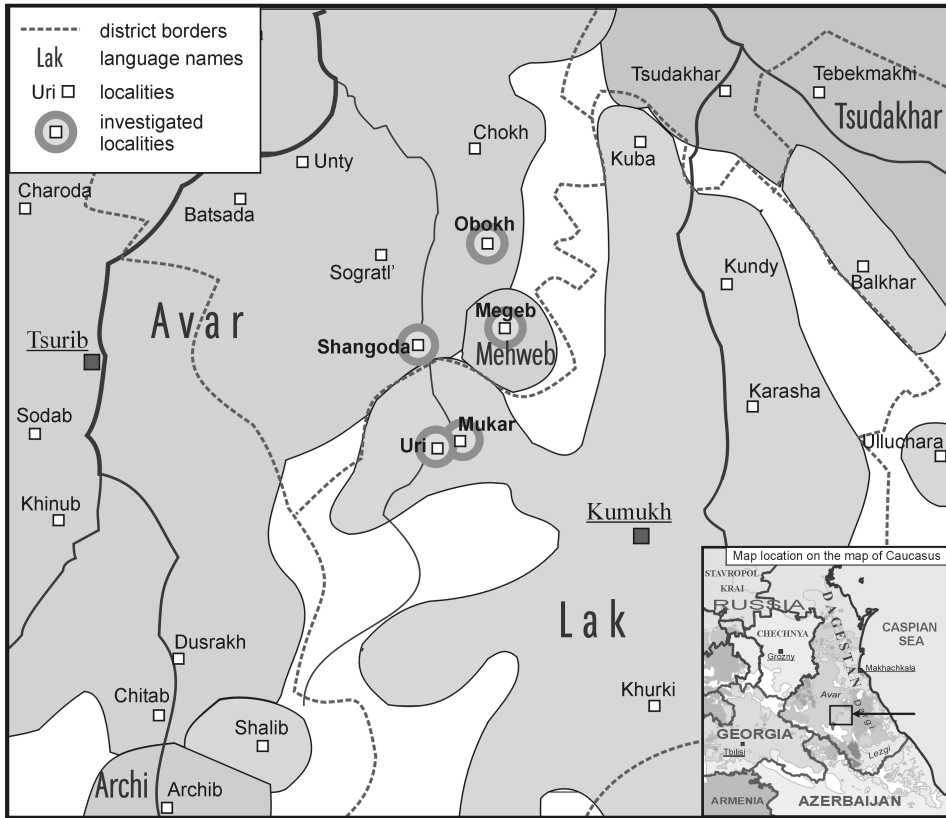 district borders
Lak language names
Uri localities
investigated
localities
Tsudakhar
Tebekmakhi
Tsudakhar
Chokh
Kuba
Unty
Charoda
Batsada
Obokh
Sogratl'
Kundy
Balkhar
Avar
Megeb
Mehweb
Shangoda
Tsurib
Karasha
Sodab
Mukar
Uri
Ulluchara
Khinub
Kumukh
Lak
Dusrakh
Chitab
Khurki
Shalib
Archi
Archib
Map location on the map of Caucasus
STAVROPOL
KRAI
RUSSIA
DAGESTAN
CHECHNYA
Grozny
CASPIAN
SEA
Makhachkala
Avar
Dargi
GEORGIA
Tbilisi
Lezgi
ARMENIA
AZERBAIJAN